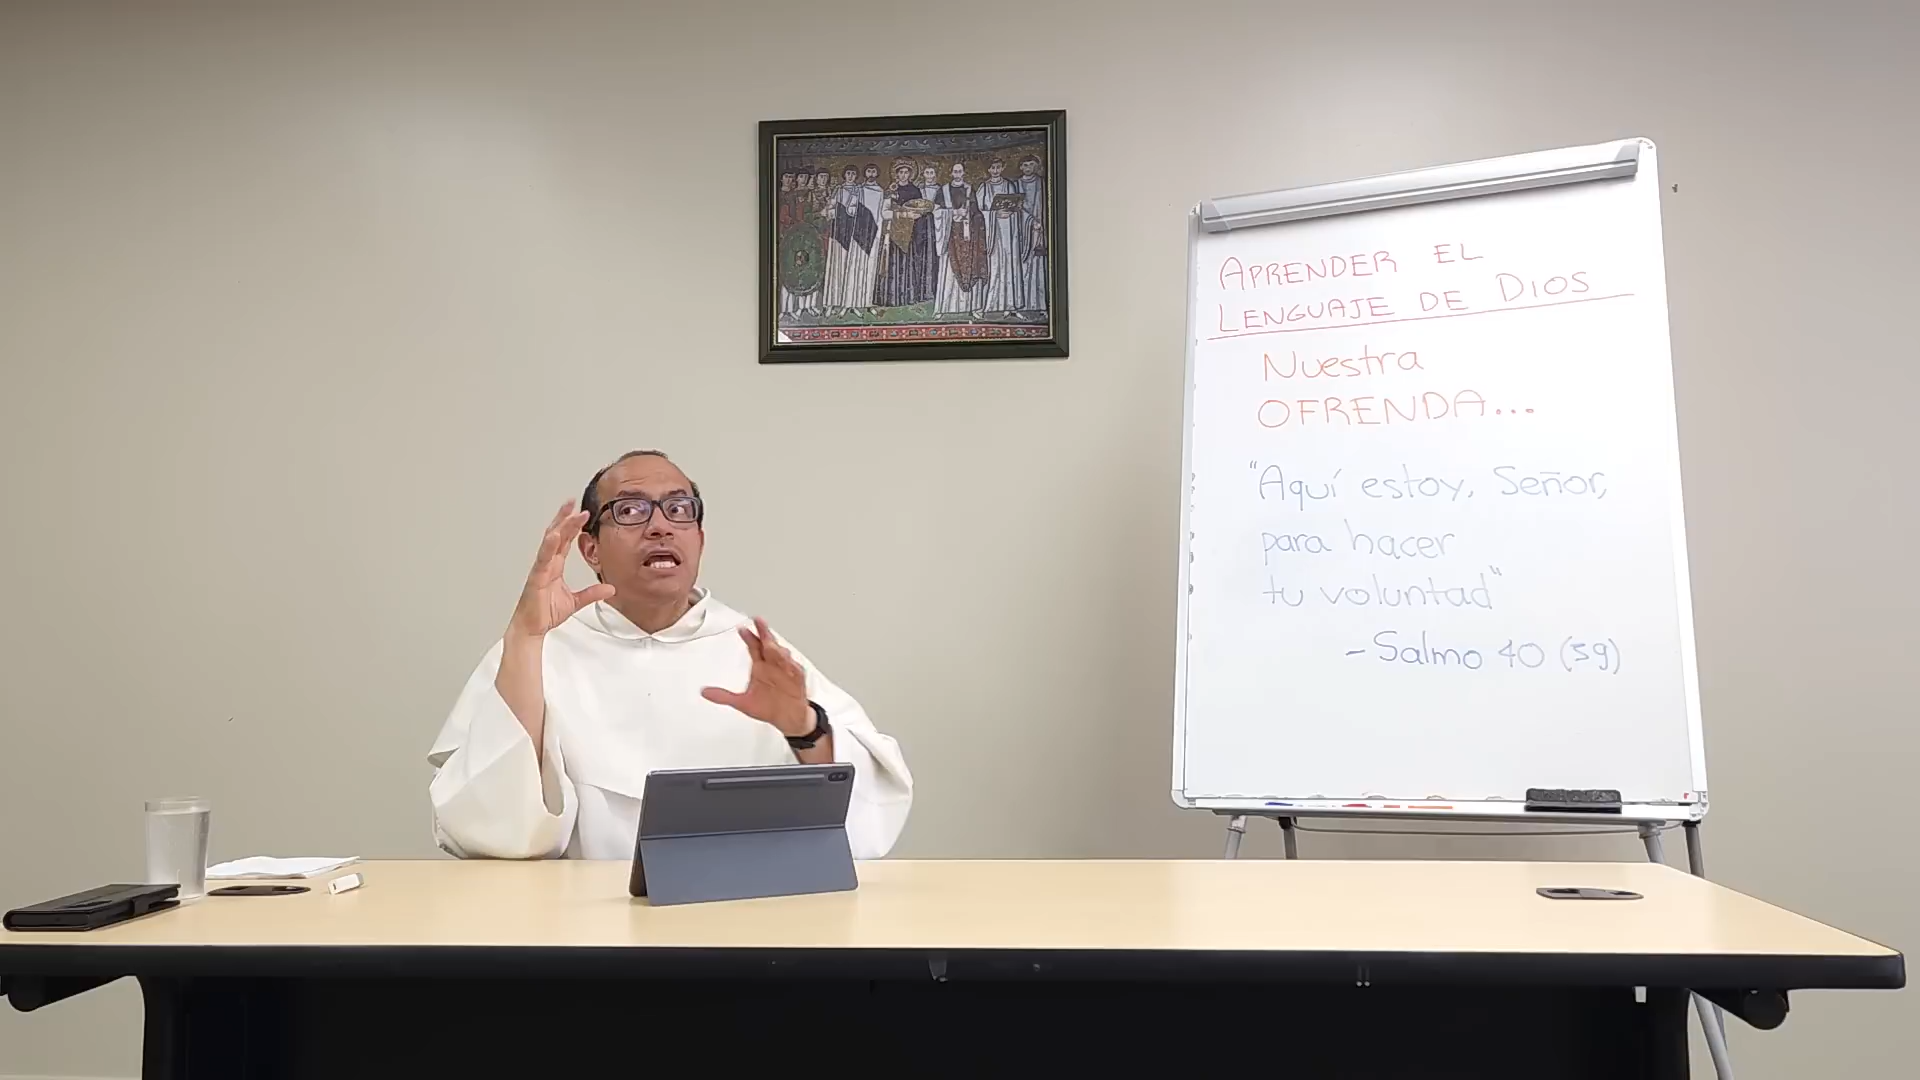 APRENDER EL
LENGUAJE DE DIOS
Nuestra
OFRENDA...
"Aquí estoy, Señor,
para hacer
tu voluntad"
- Salmo 40 (39)